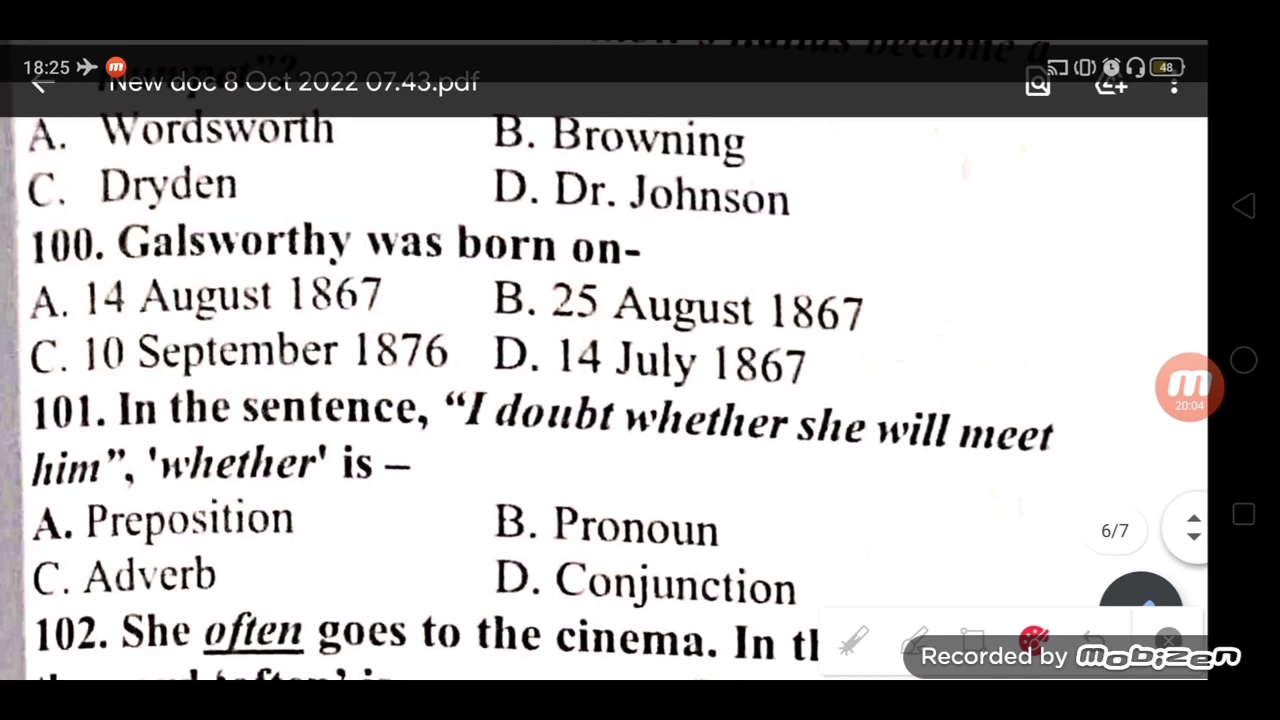 18:25
48
New doc 8 Oct 2022 07.43.pdf
A. Wordsworth B. Browning
C. Dryden D. Dr. Johnson
100. Galsworthy was born on-
A. 14 August 1867 B. 25 August 1867
C. 10 September 1876 D. 14 July 1867
101. In the sentence, “I doubt whether she will meet
him”, 'whether' is –
A. Preposition B. Pronoun
C. Adverb D. Conjunction
102. She often goes to the cinema. In
20:04
6/7
Recorded by Mobizen